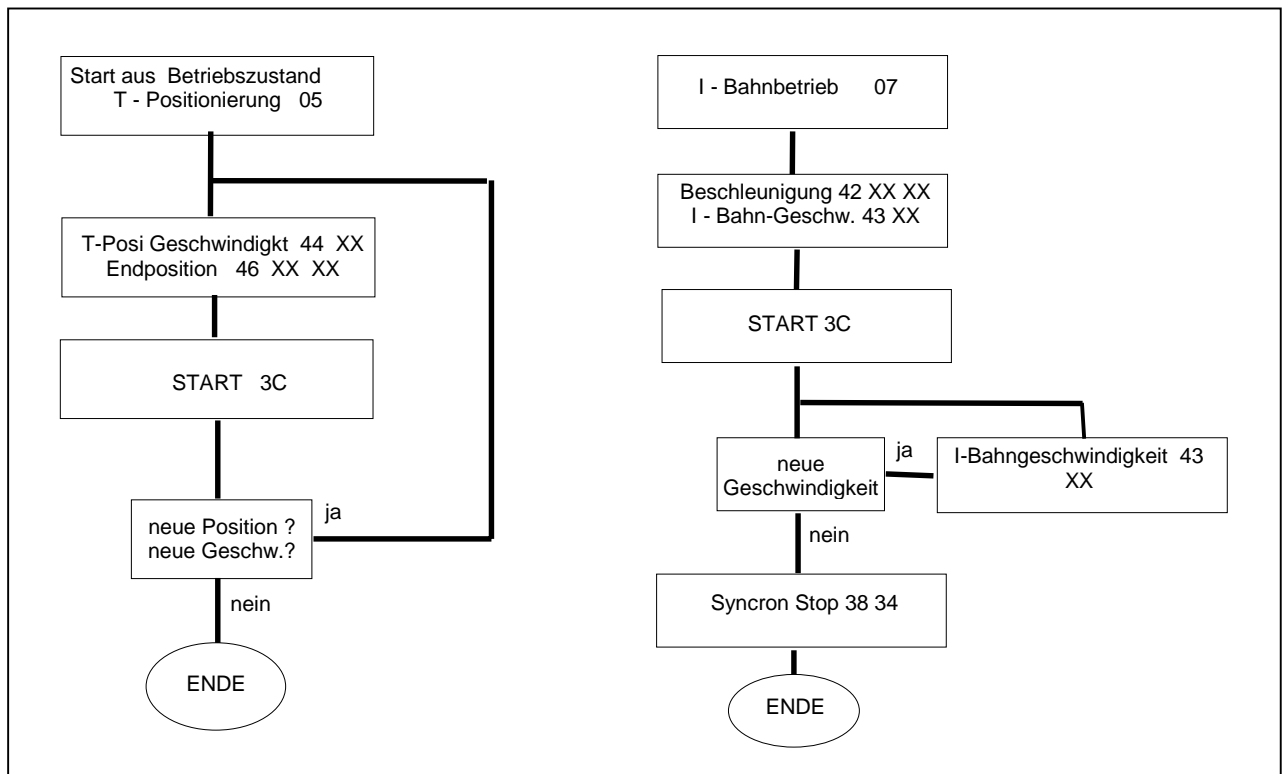 Start aus Betriebszustand
T - Positionierung 05
T-Posi Geschwindigkt 44 XX
Endposition 46 XX XX
START 3C
neue Position ?
neue Geschw.?
ja
nein
ENDE
I - Bahnbetrieb 07
Beschleunigung 42 XX XX
I - Bahn-Geschw. 43 XX
START 3C
neue
Geschwindigkeit
ja
I-Bahngeschwindigkeit 43
XX
nein
Syncron Stop 38 34
ENDE